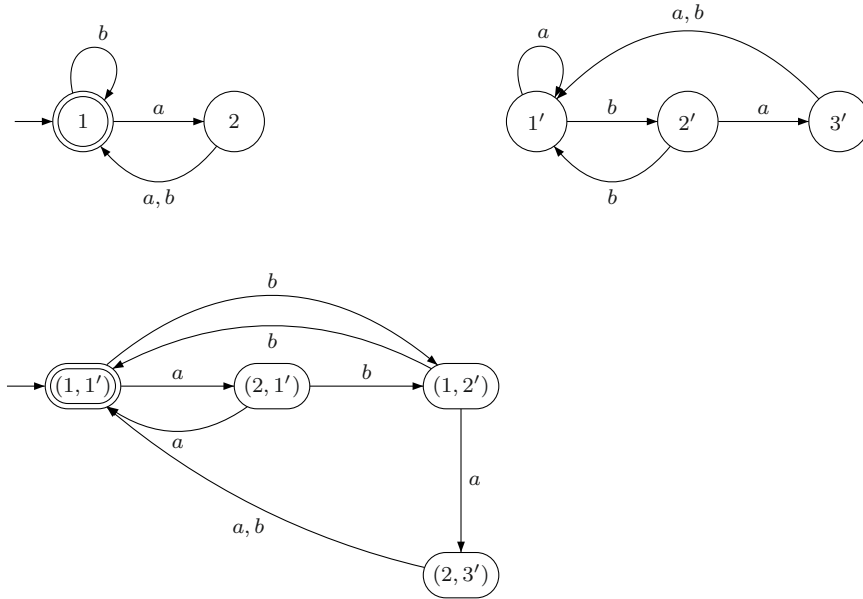 b
a
a, b
1
a
2
1′
b
2′
a
3′
a, b
b
b
b
(1, 1′)
a
(2, 1′)
b
(1, 2′)
a
a
a, b
(2, 3′)